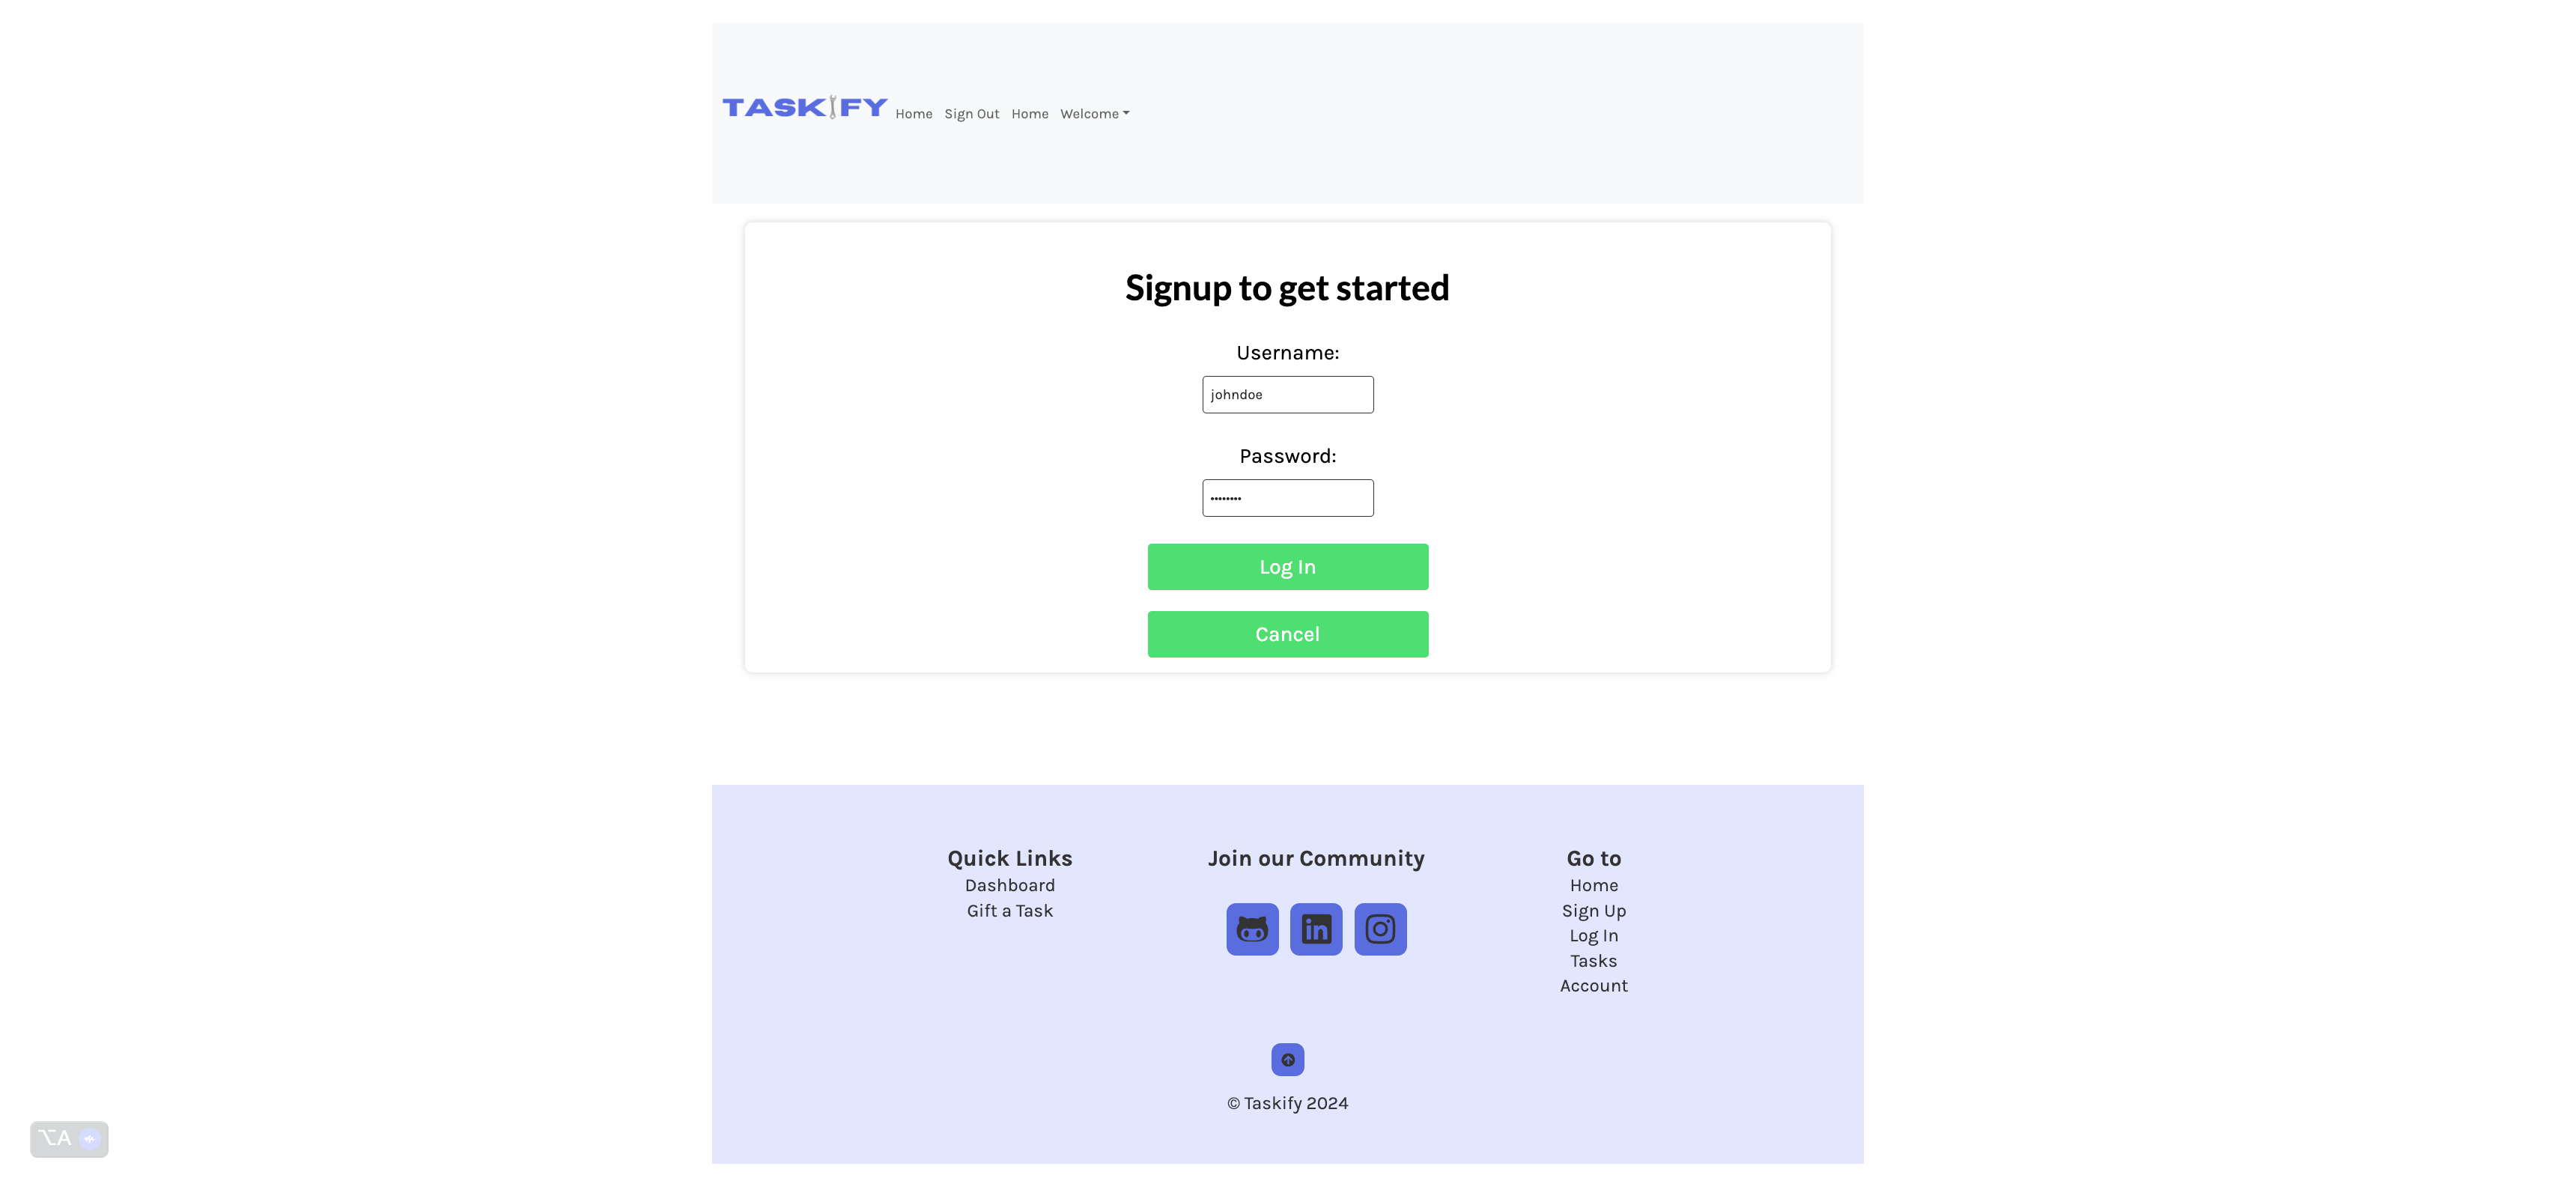 TASKIFY Home Sign Out Home Welcome
Signup to get started
Username:
johndoe
Password:
••••••••
Log In
Cancel
Quick Links
Dashboard
Gift a Task
Join our Community
in
Go to
Home
Sign Up
Log In
Tasks
Account
© Taskify 2024
⌥A